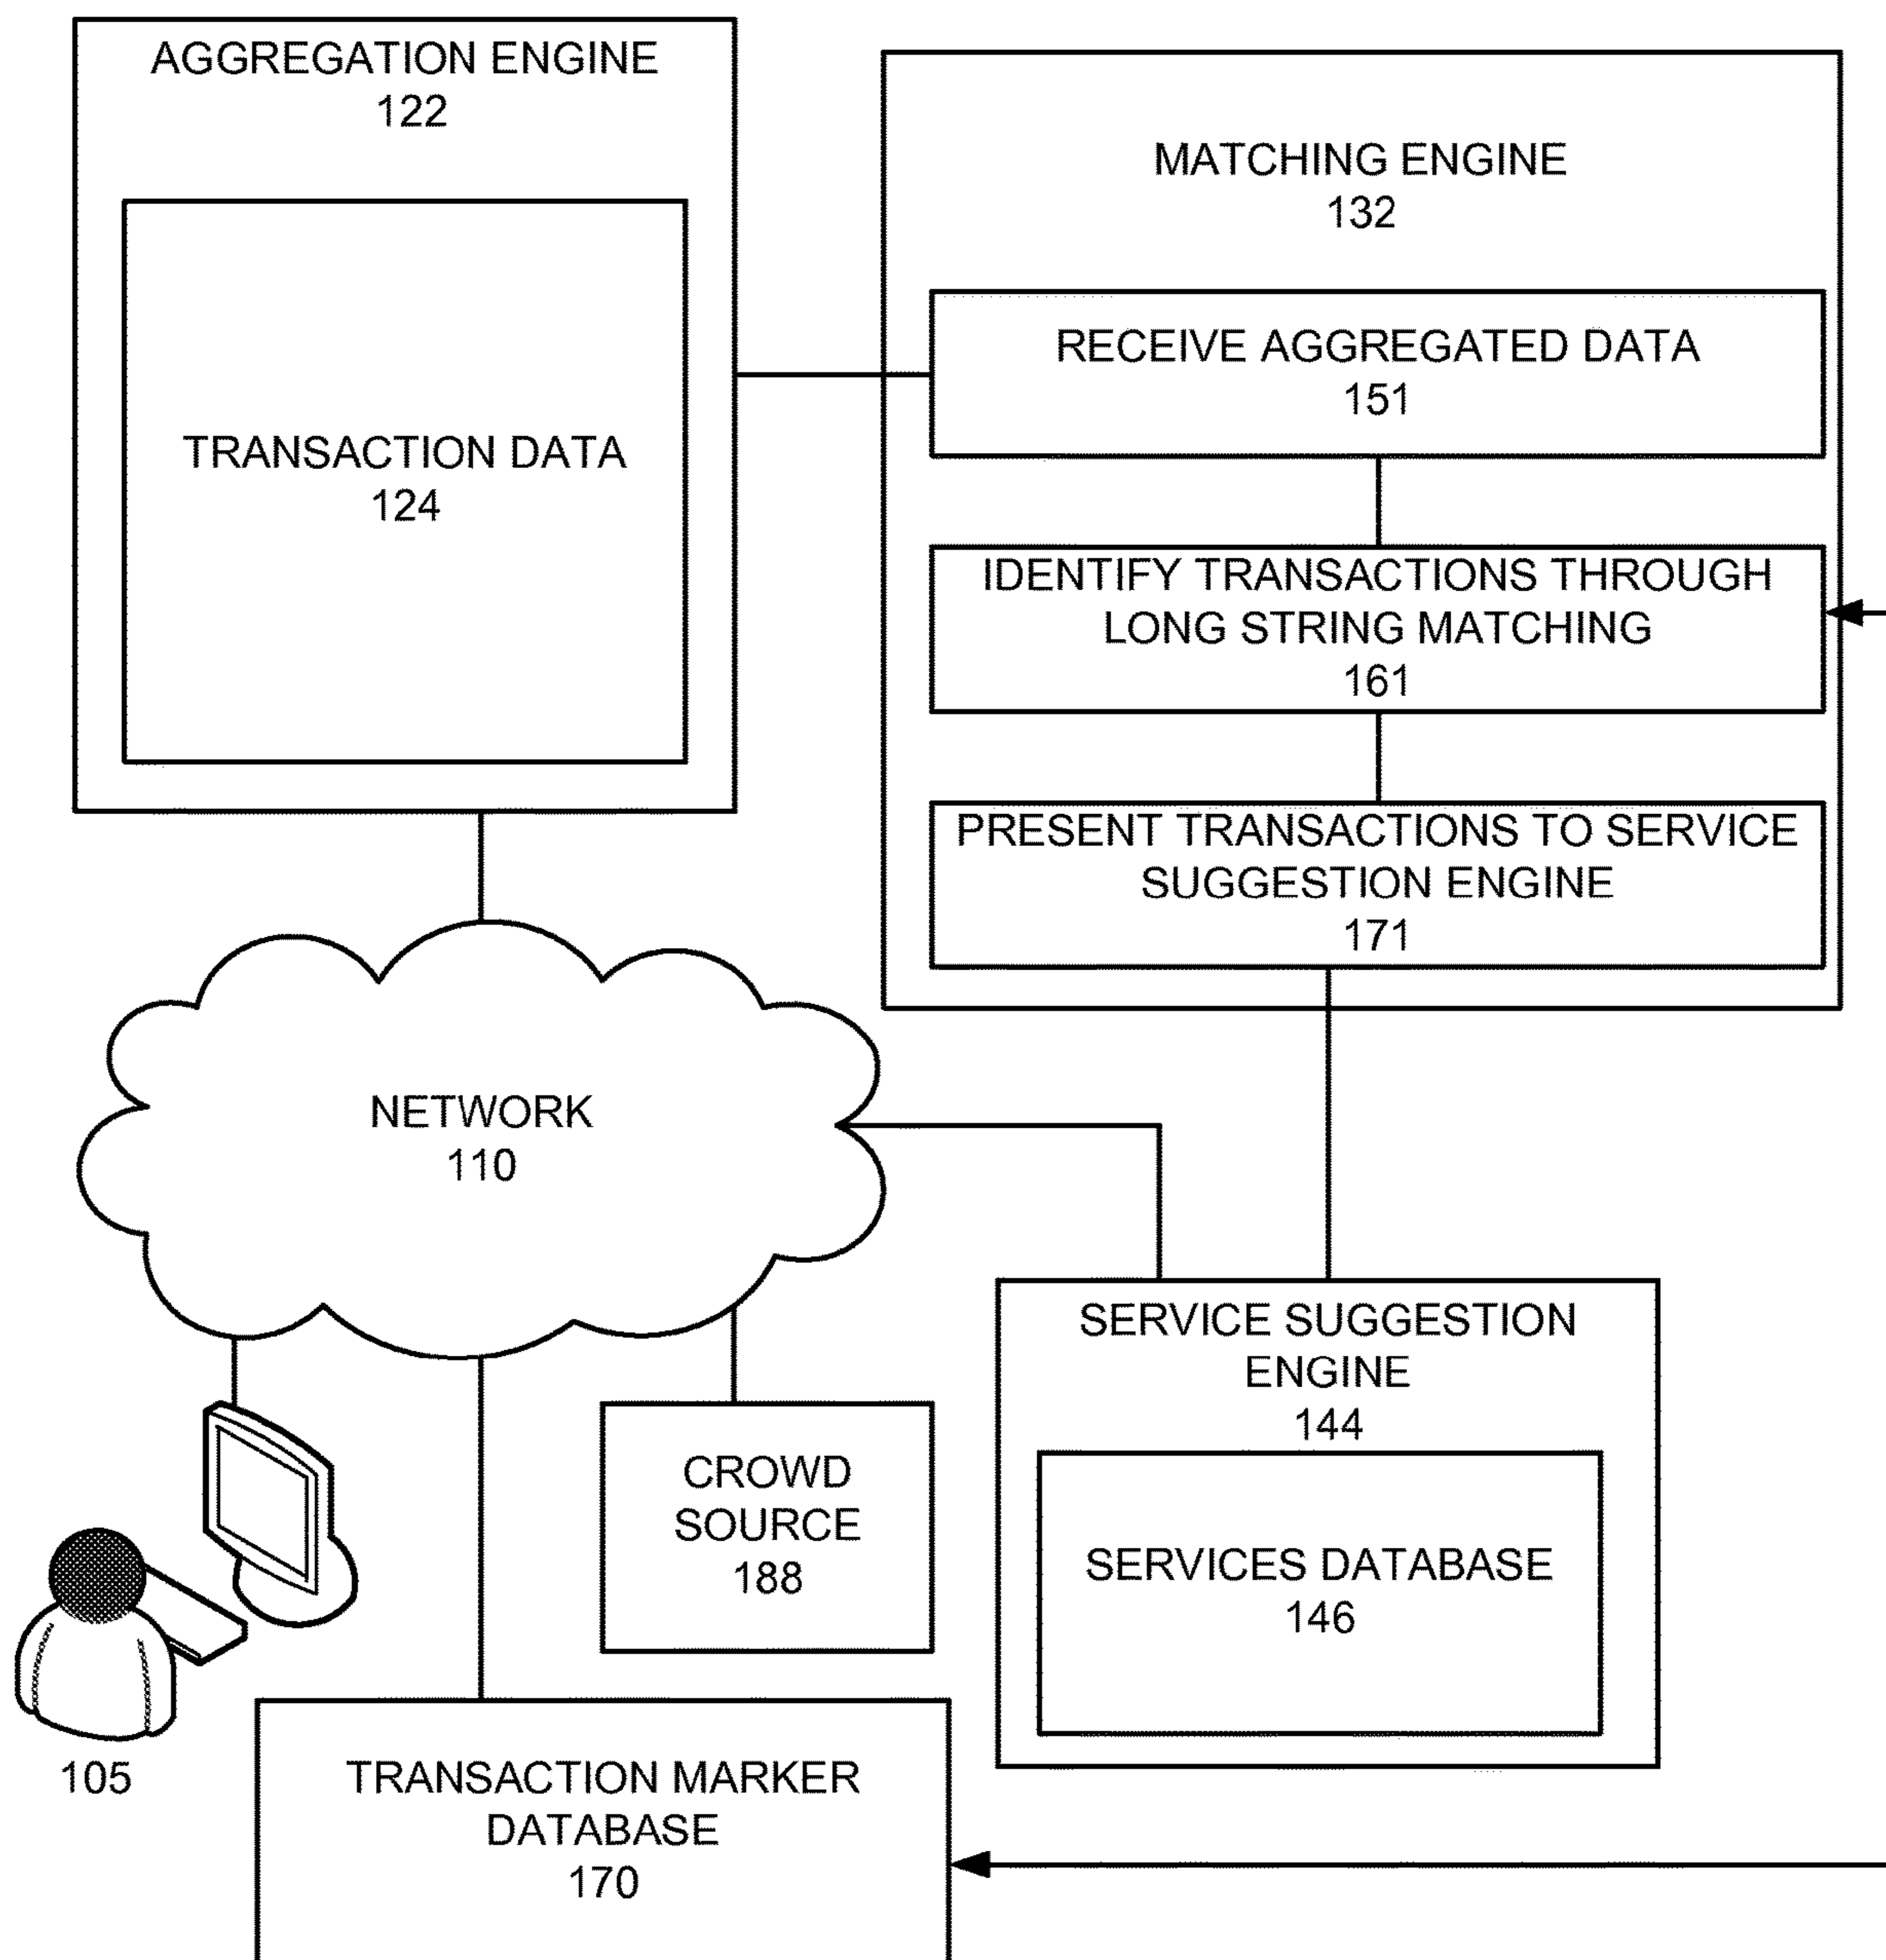 AGGREGATION ENGINE
122
TRANSACTION DATA
124
MATCHING ENGINE
132
RECEIVE AGGREGATED DATA
151
IDENTIFY TRANSACTIONS THROUGH
LONG STRING MATCHING
161
PRESENT TRANSACTIONS TO SERVICE
SUGGESTION ENGINE
171
NETWORK
110
SERVICE SUGGESTION
ENGINE
144
SERVICES DATABASE
146
CROWD
SOURCE
188
105
TRANSACTION MARKER
DATABASE
170